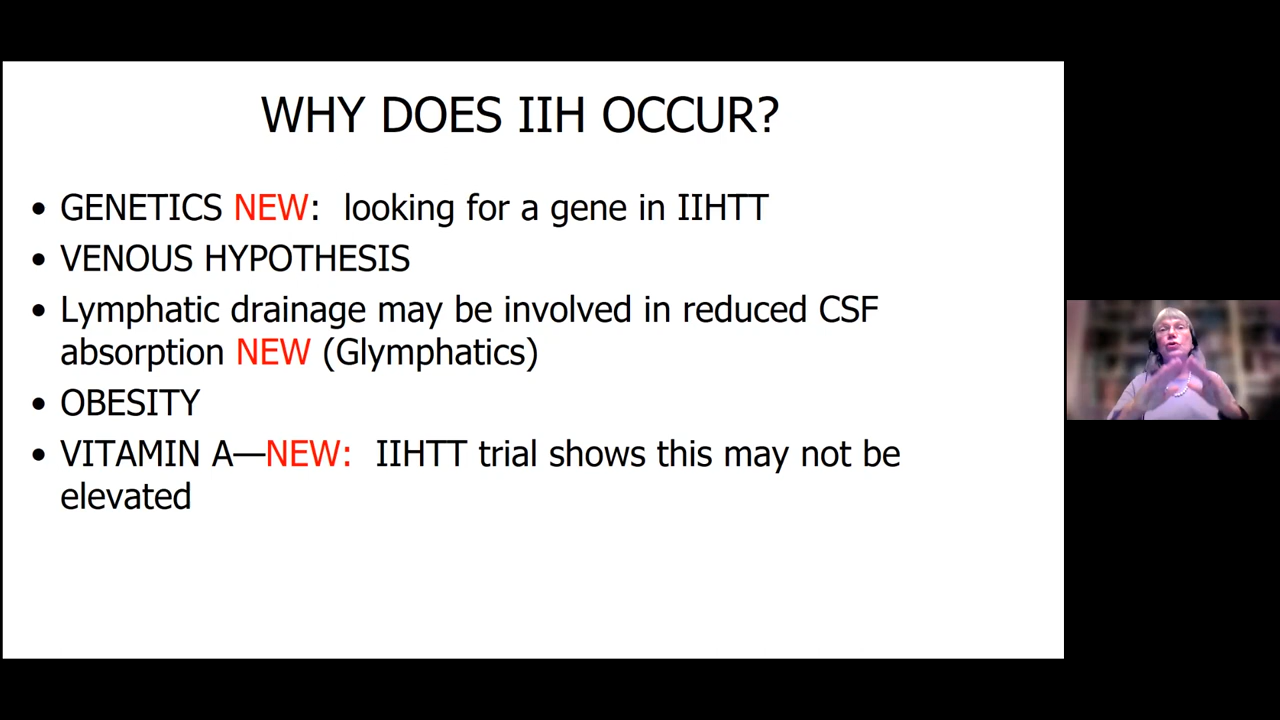 WHY DOES IIH OCCUR?
• GENETICS NEW: looking for a gene in IIHTT
• VENOUS HYPOTHESIS
• Lymphatic drainage may be involved in reduced CSF
absorption NEW (Glymphatics)
• OBESITY
• VITAMIN A—NEW: IIHTT trial shows this may not be
elevated